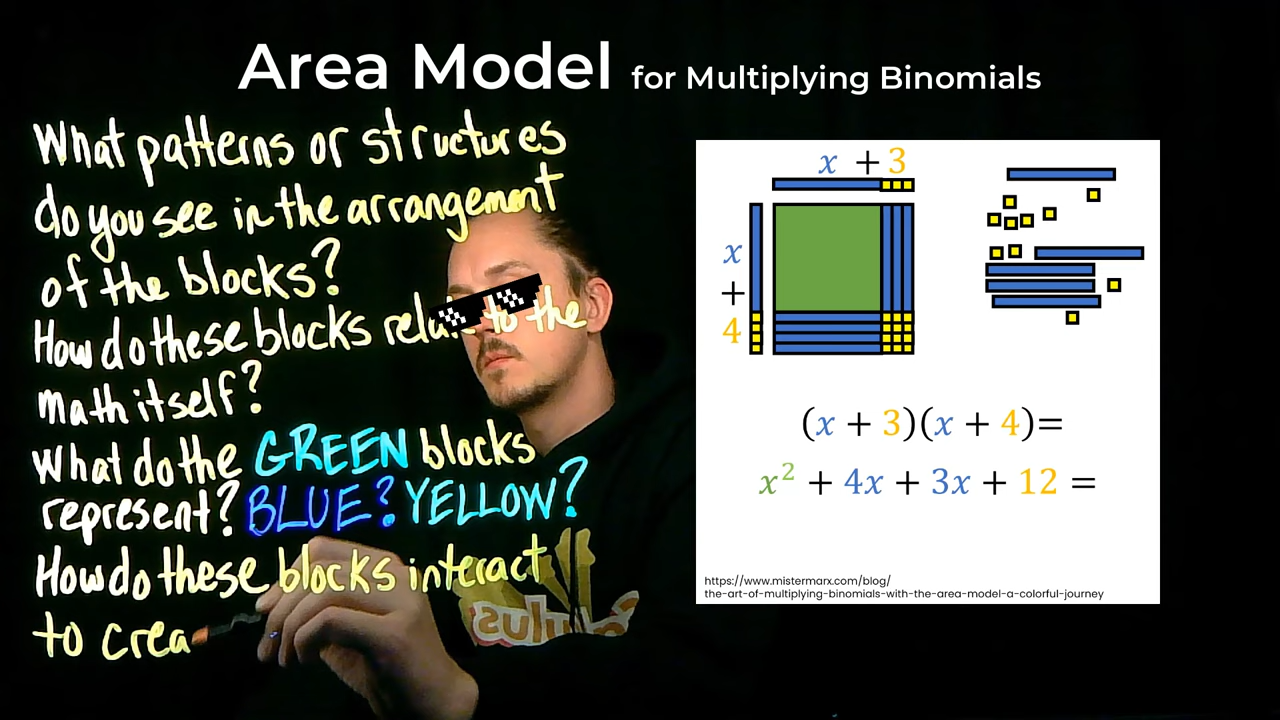 Area Model for Multiplying Binomials
What patterns or structures
do you see in the arrangement
of the blocks?
How do these blocks relate to the
math itself?
What do the GREEN blocks
represent? BLUE? YELLOW?
How do these blocks interact
to crea
x + 3
x
+
4
(x + 3)(x + 4)=
x² + 4x + 3x + 12 =
https://www.mistermarx.com/blog/
the-art-of-multiplying-binomials-with-the-area-model-a-colorful-journey